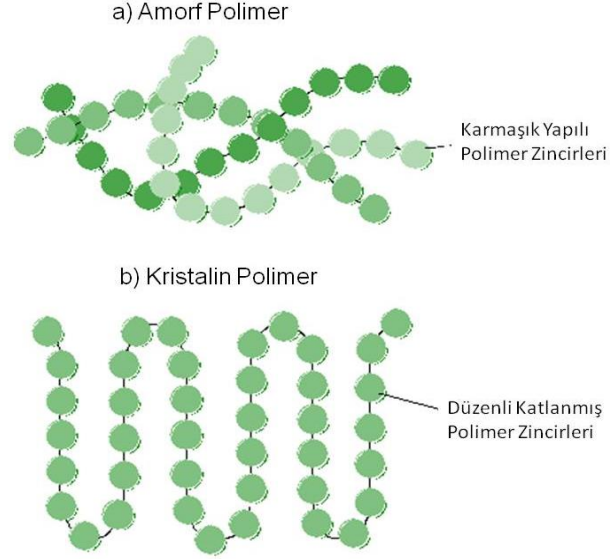 a) Amorf Polimer
Karmaşık Yapılı
Polimer Zincirleri
b) Kristalin Polimer
Düzenli Katlanmış
Polimer Zincirleri